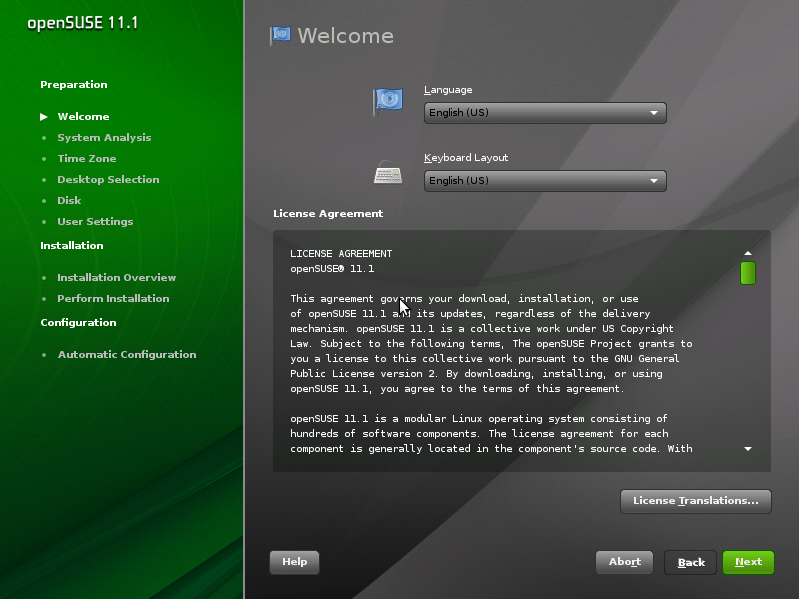 openSUSE 11.1
Preparation
Welcome
System Analysis
Time Zone
Desktop Selection
Disk
User Settings
Installation
Installation Overview
Perform Installation
Configuration
Automatic Configuration
Welcome
Language
English (US)
Keyboard Layout
English (US)
License Agreement
LICENSE AGREEMENT
openSUSE® 11.1
This agreement governs your download, installation, or use
of openSUSE 11.1 and its updates, regardless of the delivery
mechanism. openSUSE 11.1 is a collective work under US Copyright
Law. Subject to the following terms, The openSUSE Project grants to
you a license to this collective work pursuant to the GNU General
Public License version 2. By downloading, installing, or using
openSUSE 11.1, you agree to the terms of this agreement.
openSUSE 11.1 is a modular Linux operating system consisting of
hundreds of software components. The license agreement for each
component is generally located in the component's source code. With
License Translations...
Help
Abort
Back
Next